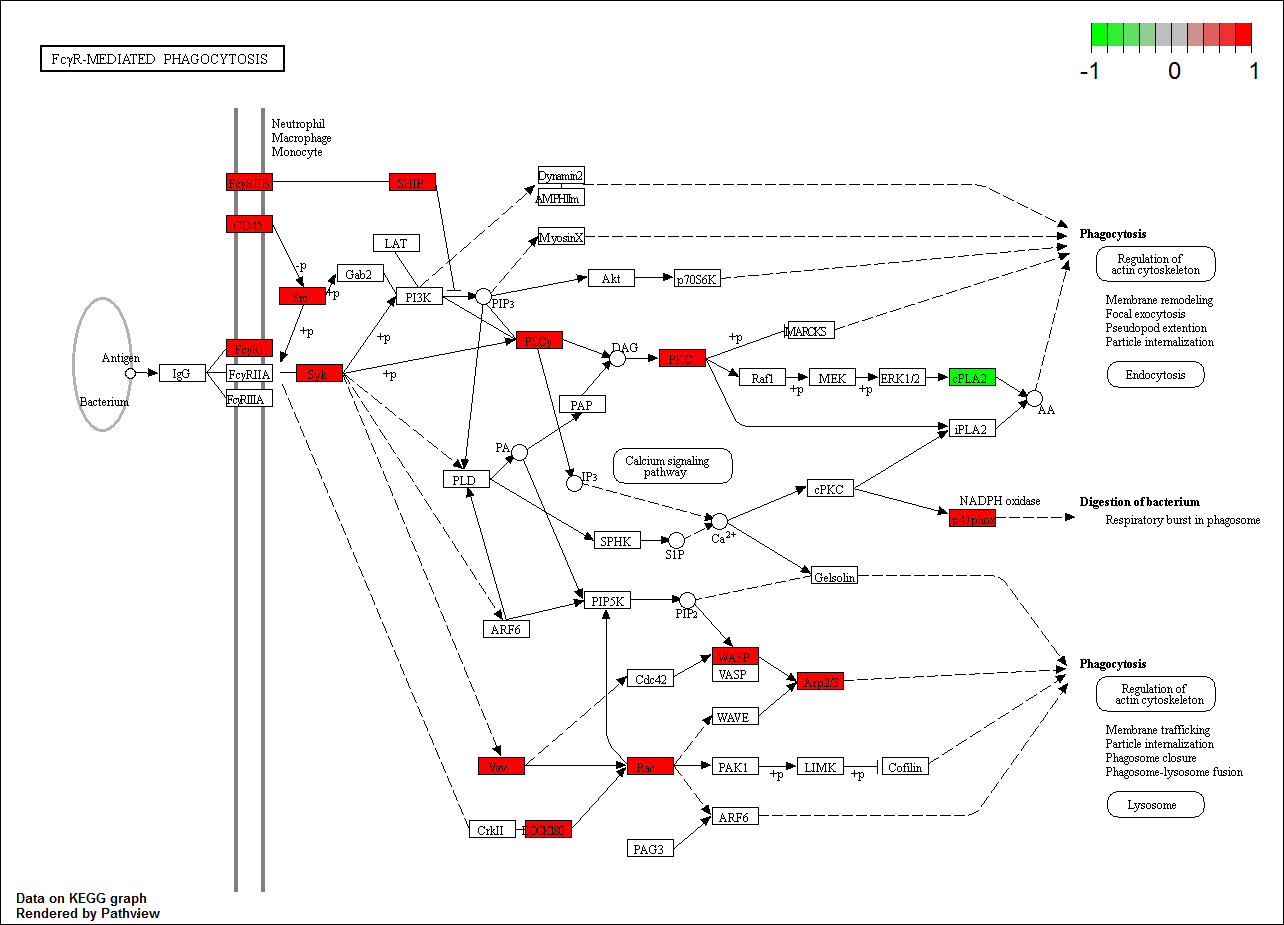 FcγR-MEDIATED PHAGOCYTOSIS
-1
0
1
Neutrophil
Macrophage
Monocyte
FcγRIIB
SHIP
Dynamin2
AMPHIIm
CD45
LAT
MyosinX
Phagocytosis
Regulation of
actin cytoskeleton
-p
Gab2
Akt
p70S6K
Src
+p
PI3K
PIP3
Membrane remodeling
Focal exocytosis
Pseudopod extention
Particle internalization
+p
+p
PLCγ
+p
MARCKS
Antigen
FcγRI
DAG
PKC
IgG
FcγRIIA
Syk
+p
Raf1
+p
MEK
+p
ERK1/2
cPLA2
Endocytosis
Bacterium
FcγRIIIA
PAP
AA
iPLA2
PA
Calcium signaling
pathway
PLD
IP3
cPKC
NADPH oxidase
Digestion of bacterium
p47phox
Respiratory burst in phagosome
SPHK
S1P
Ca2+
Gelsolin
PIP5K
PIP2
ARF6
WASP
VASP
Phagocytosis
Cdc42
Arp2/3
Regulation of
actin cytoskeleton
WAVE
Membrane trafficking
Particle internalization
Phagosome closure
Phagosome-lysosome fusion
Vav
Rac
PAK1
+p
LIMK
+p
Cofilin
Lysosome
CrkII
DOCK180
ARF6
PAG3
Data on KEGG graph
Rendered by Pathview